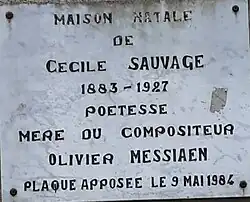 MAISON NATALE
DE
CECILE SAUVAGE
1883-1927
POETESSE
MERE DU COMPOSITEUR
OLIVIER MESSIAEN
PLAQUE APPOSEE LE 9 MAI 1984